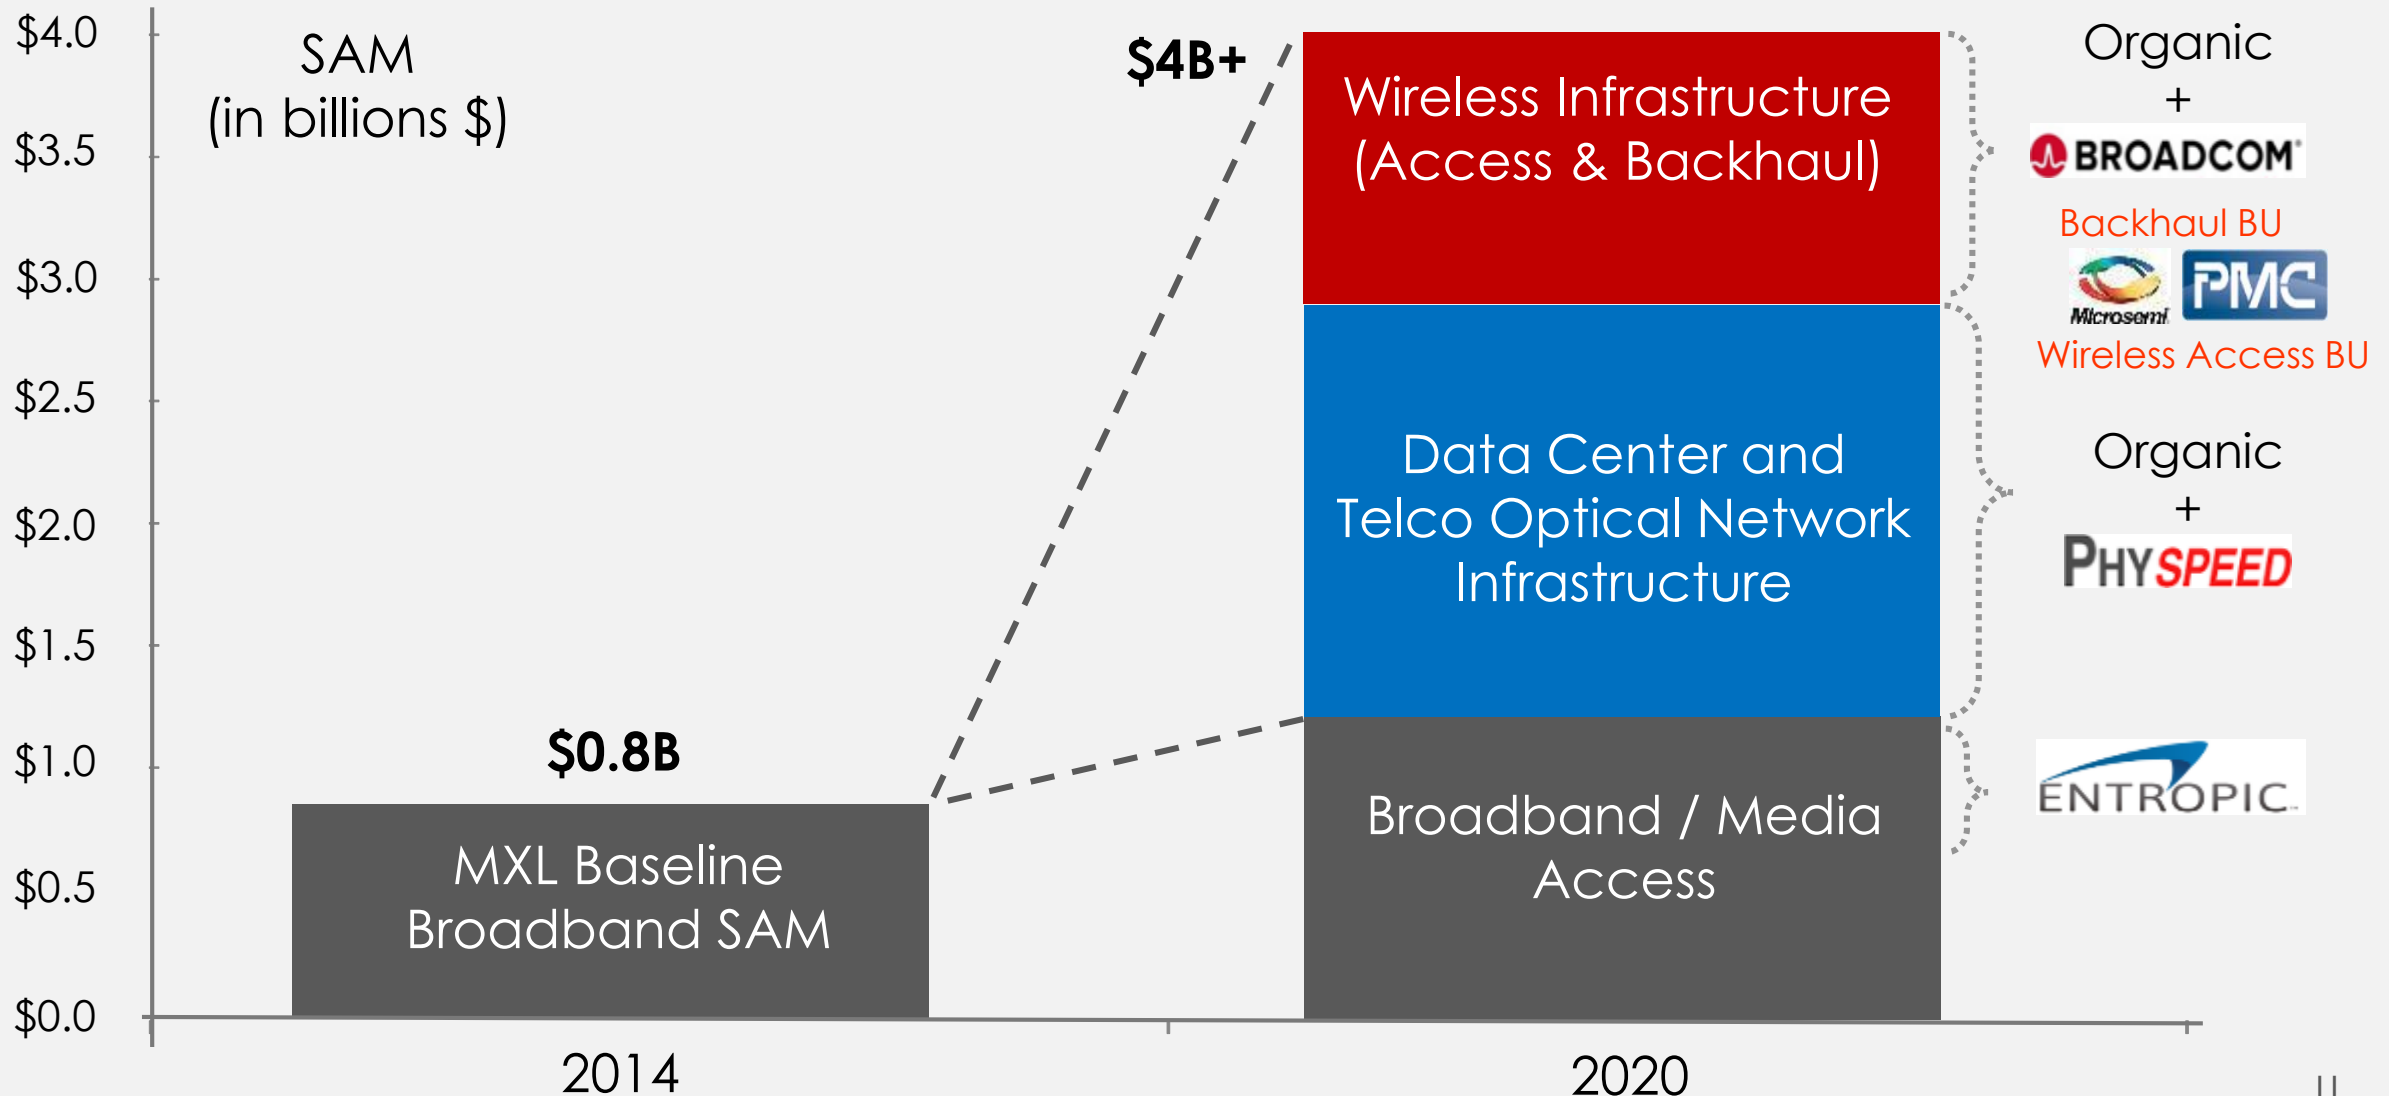 SAM
(in billions $)
$4.0
$3.5
$3.0
$2.5
$2.0
$1.5
$1.0
$0.5
$0.0
$0.8B
MXL Baseline
Broadband SAM
2014
$4B+
Wireless Infrastructure
(Access & Backhaul)
Data Center and
Telco Optical Network
Infrastructure
Broadband / Media
Access
2020
Organic
+
BROADCOM
Backhaul BU
Microsemi PMC
Wireless Access BU
Organic
+
PHYSPEED
ENTROPIC